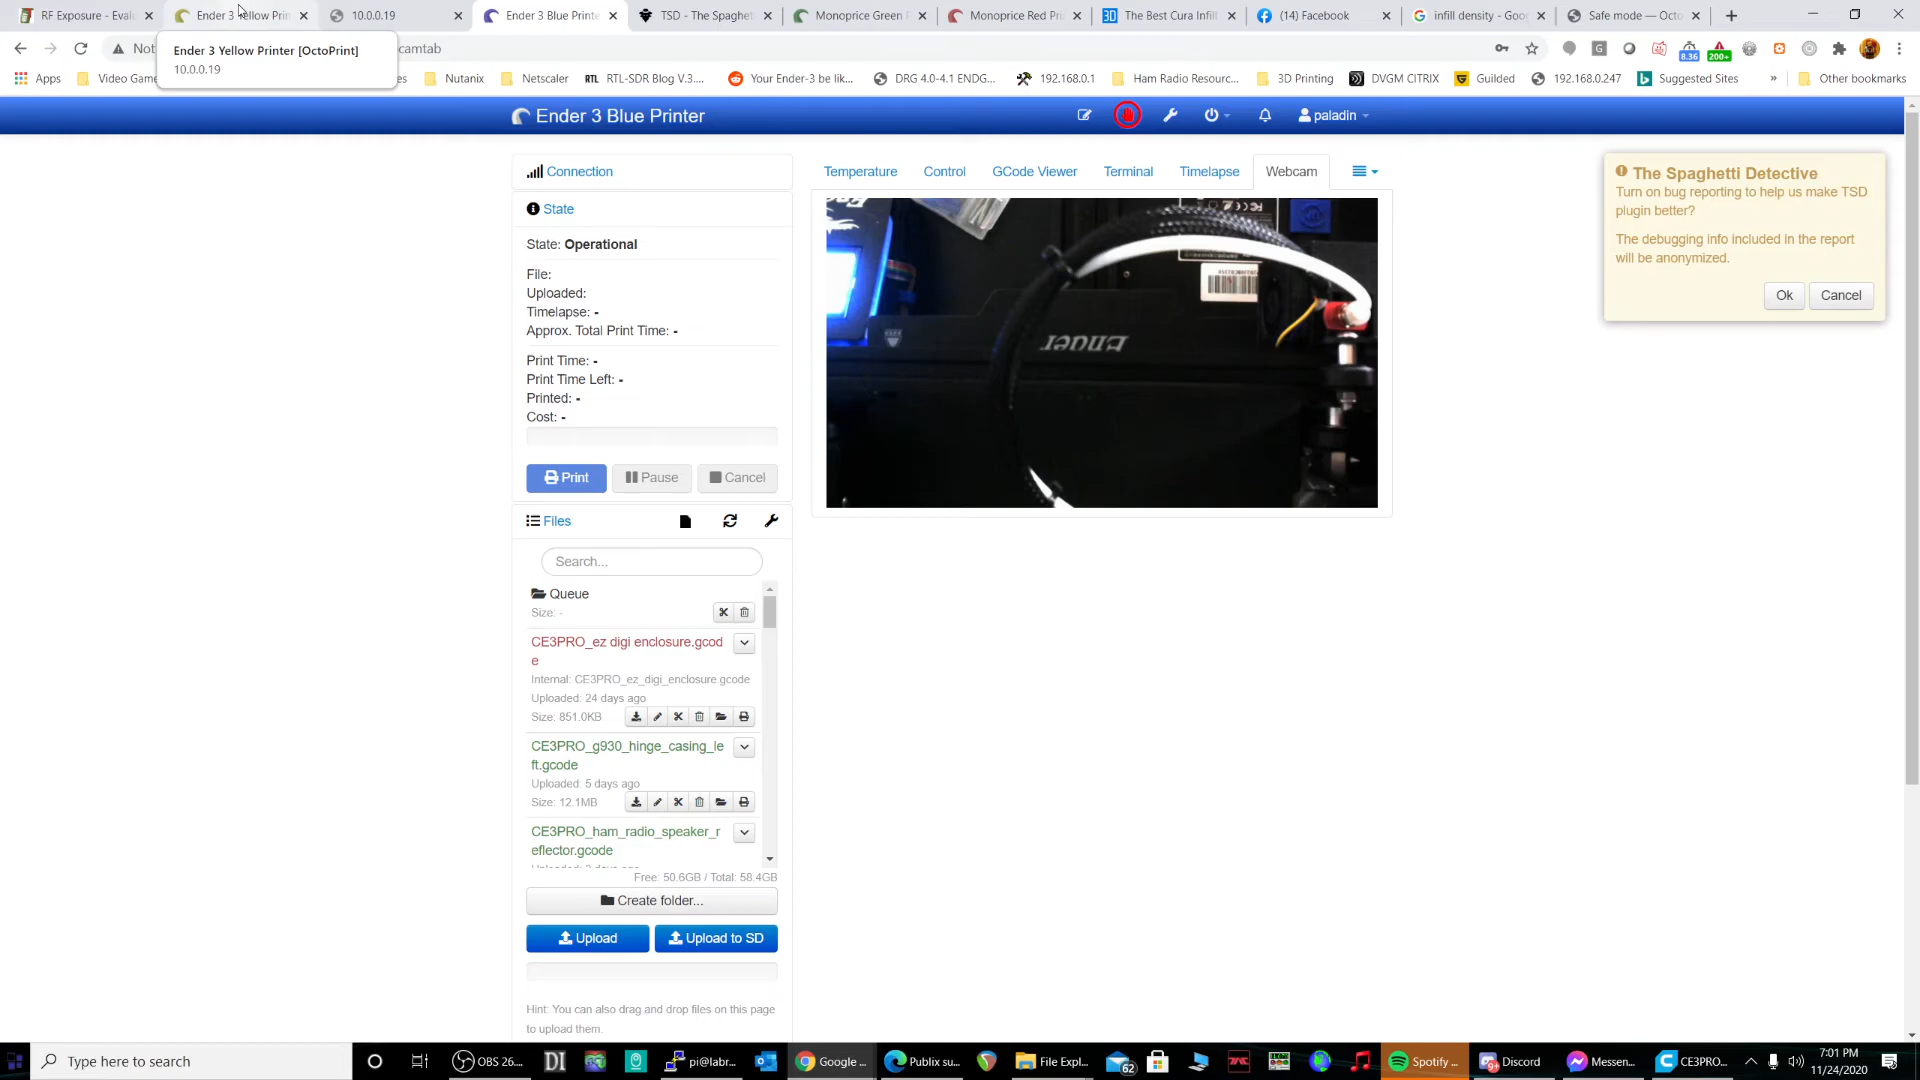 RF Exposure - Evalu
Ender 3 Yellow Prin
10.0.0.19
Ender 3 Blue Printe
TSD - The Spaghet
Monoprice Green P
Monoprice Red Pri
The Best Cura Infill
(14) Facebook
infill density - Goo
Safe mode — Octo
Not
camtab
Ender 3 Yellow Printer [OctoPrint]
10.0.0.19
Apps
Video Game
Nutanix
Netscaler
RTL-SDR Blog V.3....
Your Ender-3 be lik...
DRG 4.0-4.1 ENDG...
192.168.0.1
Ham Radio Resourc...
3D Printing
DVGM CITRIX
Guilded
192.168.0.247
Suggested Sites
»
Other bookmarks
8.36
200+
Ender 3 Blue Printer
paladin
Connection
State
State: Operational
File:
Uploaded:
Timelapse: -
Approx. Total Print Time: -
Print Time: -
Print Time Left: -
Printed: -
Cost: -
Print
Pause
Cancel
Files
Search...
Queue
Size: -
CE3PRO_ez digi enclosure.gcod
e
Internal: CE3PRO_ez_digi_enclosure.gcode
Uploaded: 24 days ago
Size: 851.0KB
CE3PRO_g930_hinge_casing_le
ft.gcode
Uploaded: 5 days ago
Size: 12.1MB
CE3PRO_ham_radio_speaker_r
eflector.gcode
Free: 50.6GB / Total: 58.4GB
Create folder...
Upload
Upload to SD
Hint: You can also drag and drop files on this page
to upload them.
Temperature
Control
GCode Viewer
Terminal
Timelapse
Webcam
Ender
The Spaghetti Detective
Turn on bug reporting to help us make TSD
plugin better?
The debugging info included in the report
will be anonymized.
Ok
Cancel
Type here to search
OBS 26...
DI
pi@labr...
Google ...
Publix su...
File Expl...
62
Spotify ...
Discord
Messen...
CE3PRO...
7:01 PM
11/24/2020